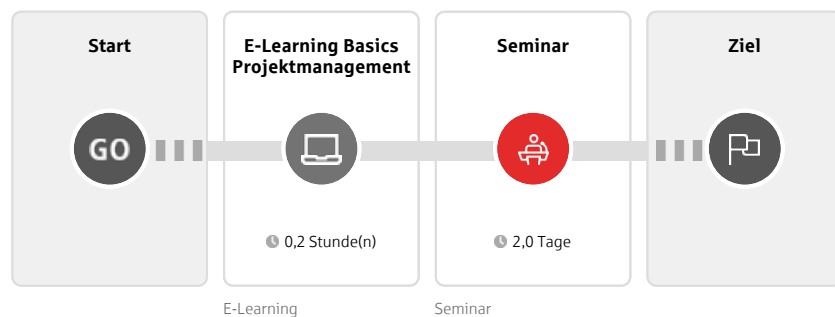 Start
E-Learning Basics
Projektmanagement
Seminar
Ziel
GO
0,2 Stunde(n)
2,0 Tage
E-Learning
Seminar